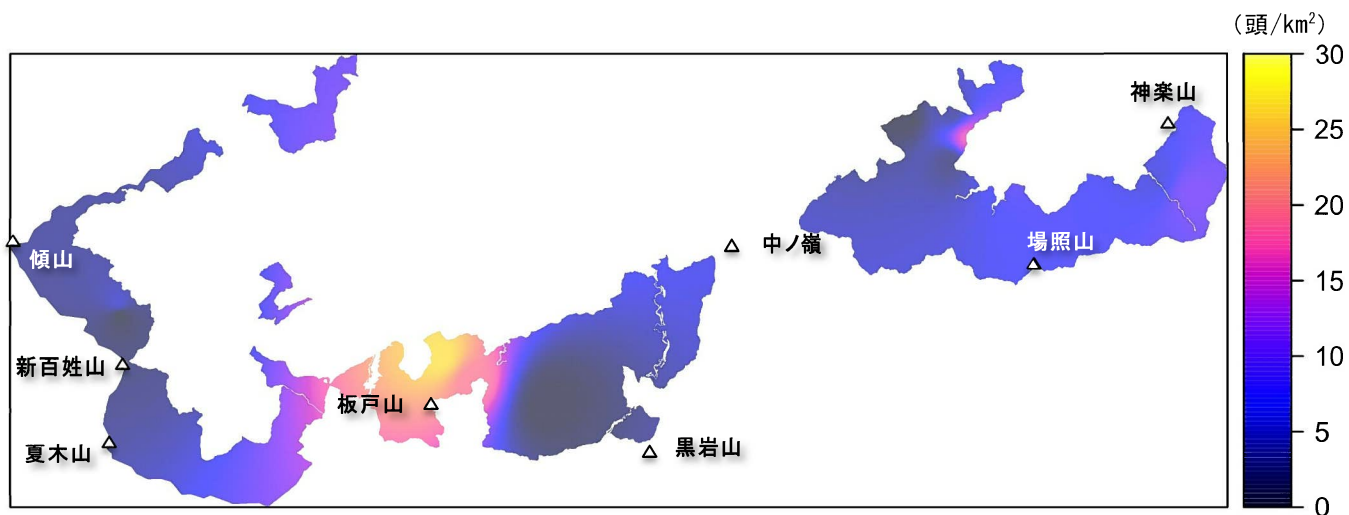 （頭/km²）
30
神楽山
25
20
傾山
中ノ嶺
場照山
15
新百姓山
10
板戸山
夏木山
黒岩山
5
0